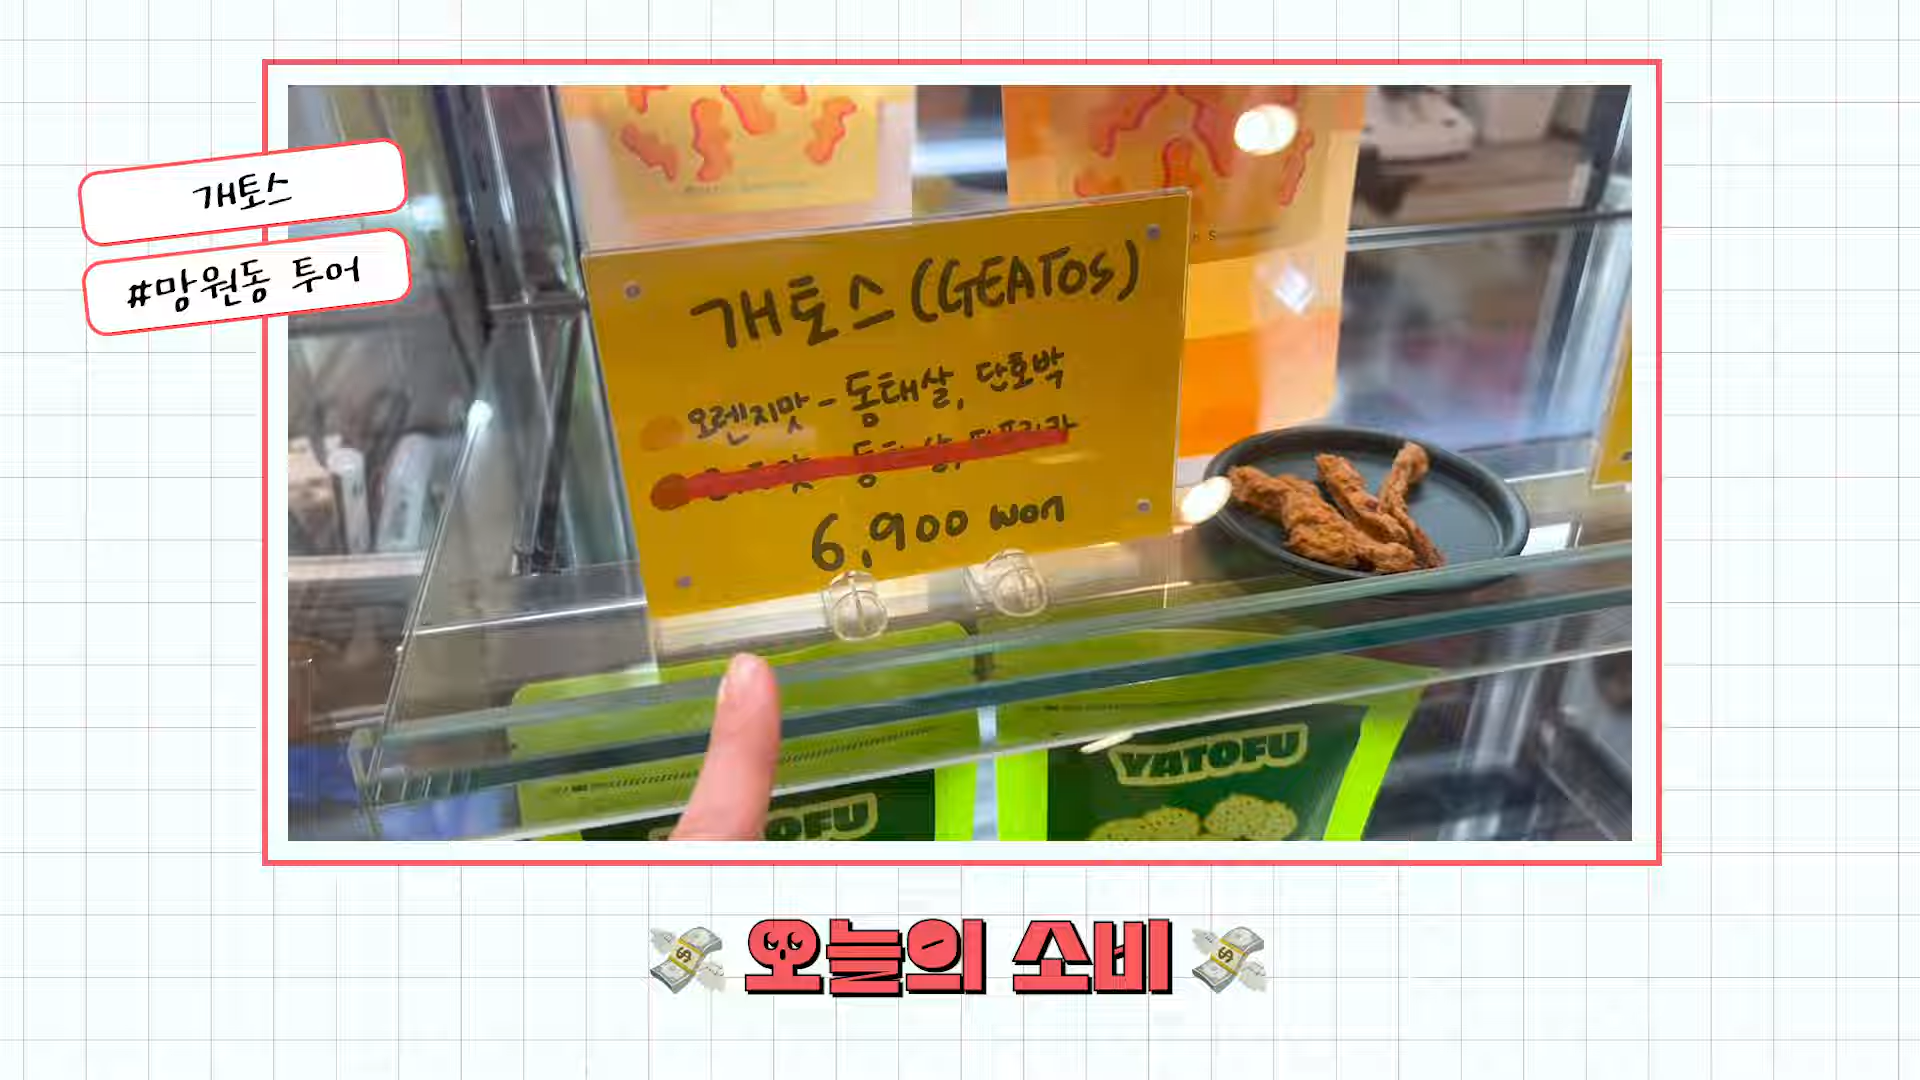 개토스
#망원동 투어
개토스(GEATOS)
오렌지맛 - 동태살, 단호박
6,900 won
YATOFU
오늘의 소비